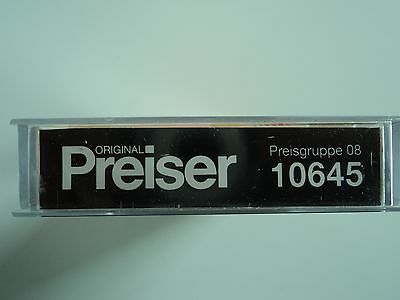 ORIGINAL
Preiser
Preisgruppe 08
10645